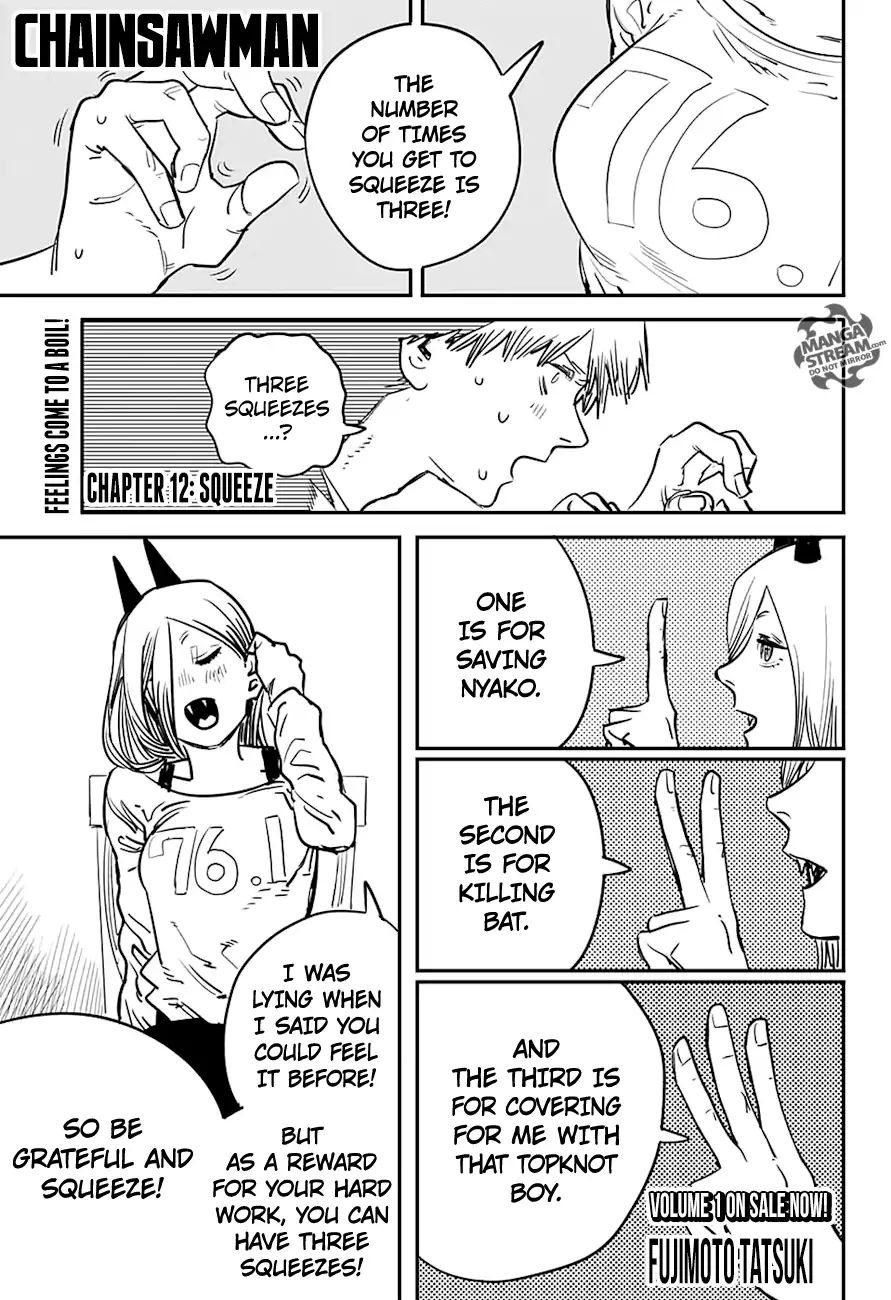 CHAINSAWMAN
76.
THE
NUMBER
OF TIMES
YOU GET TO
SQUEEZE IS
THREE!
FEELINGS COME TO A BOIL!
MANGA
STREAM.com
DO NOT MIRROR
THREE
SQUEEZES
...?
CHAPTER 12: SQUEEZE
ONE
IS FOR
SAVING
NYAKO.
THE
SECOND
IS FOR
KILLING
BAT.
AND
THE THIRD IS
FOR COVERING
FOR ME WITH
THAT TOPKNOT
BOY.
76.1
I WAS
LYING WHEN
I SAID YOU
COULD FEEL
IT BEFORE!
BUT
AS A REWARD
FOR YOUR HARD
WORK, YOU CAN
HAVE THREE
SQUEEZES!
SO BE
GRATEFUL AND
SQUEEZE!
VOLUME 1 ON SALE NOW!
FUJIMOTO TATSUKI